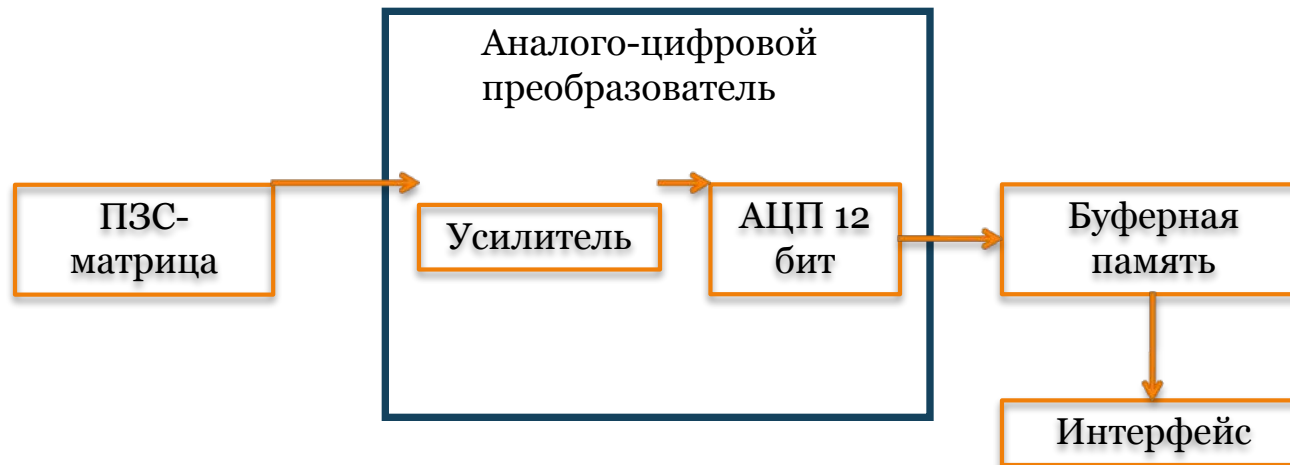 Аналого-цифровой
преобразователь
ПЗС-
матрица
Усилитель
АЦП 12
бит
Буферная
память
Интерфейс